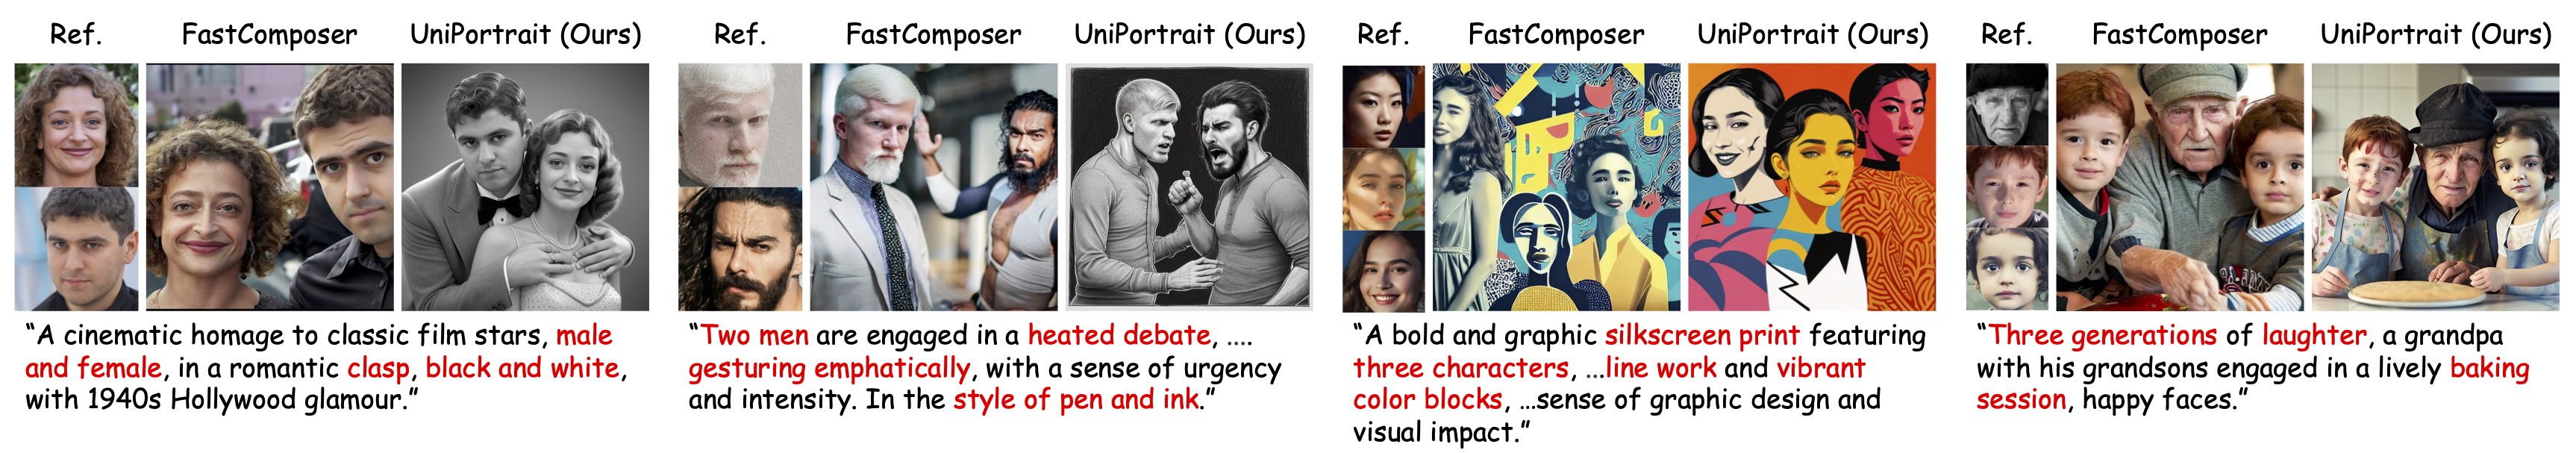 Ref. FastComposer UniPortrait (Ours)
“A cinematic homage to classic film stars, male
and female, in a romantic clasp, black and white,
with 1940s Hollywood glamour.”
Ref. FastComposer UniPortrait (Ours)
“Two men are engaged in a heated debate, ....
gesturing emphatically, with a sense of urgency
and intensity. In the style of pen and ink.”
Ref. FastComposer UniPortrait (Ours)
“A bold and graphic silkscreen print featuring
three characters, ...line work and vibrant
color blocks, …sense of graphic design and
visual impact.”
Ref. FastComposer UniPortrait (Ours)
“Three generations of laughter, a grandpa
with his grandsons engaged in a lively baking
session, happy faces.”